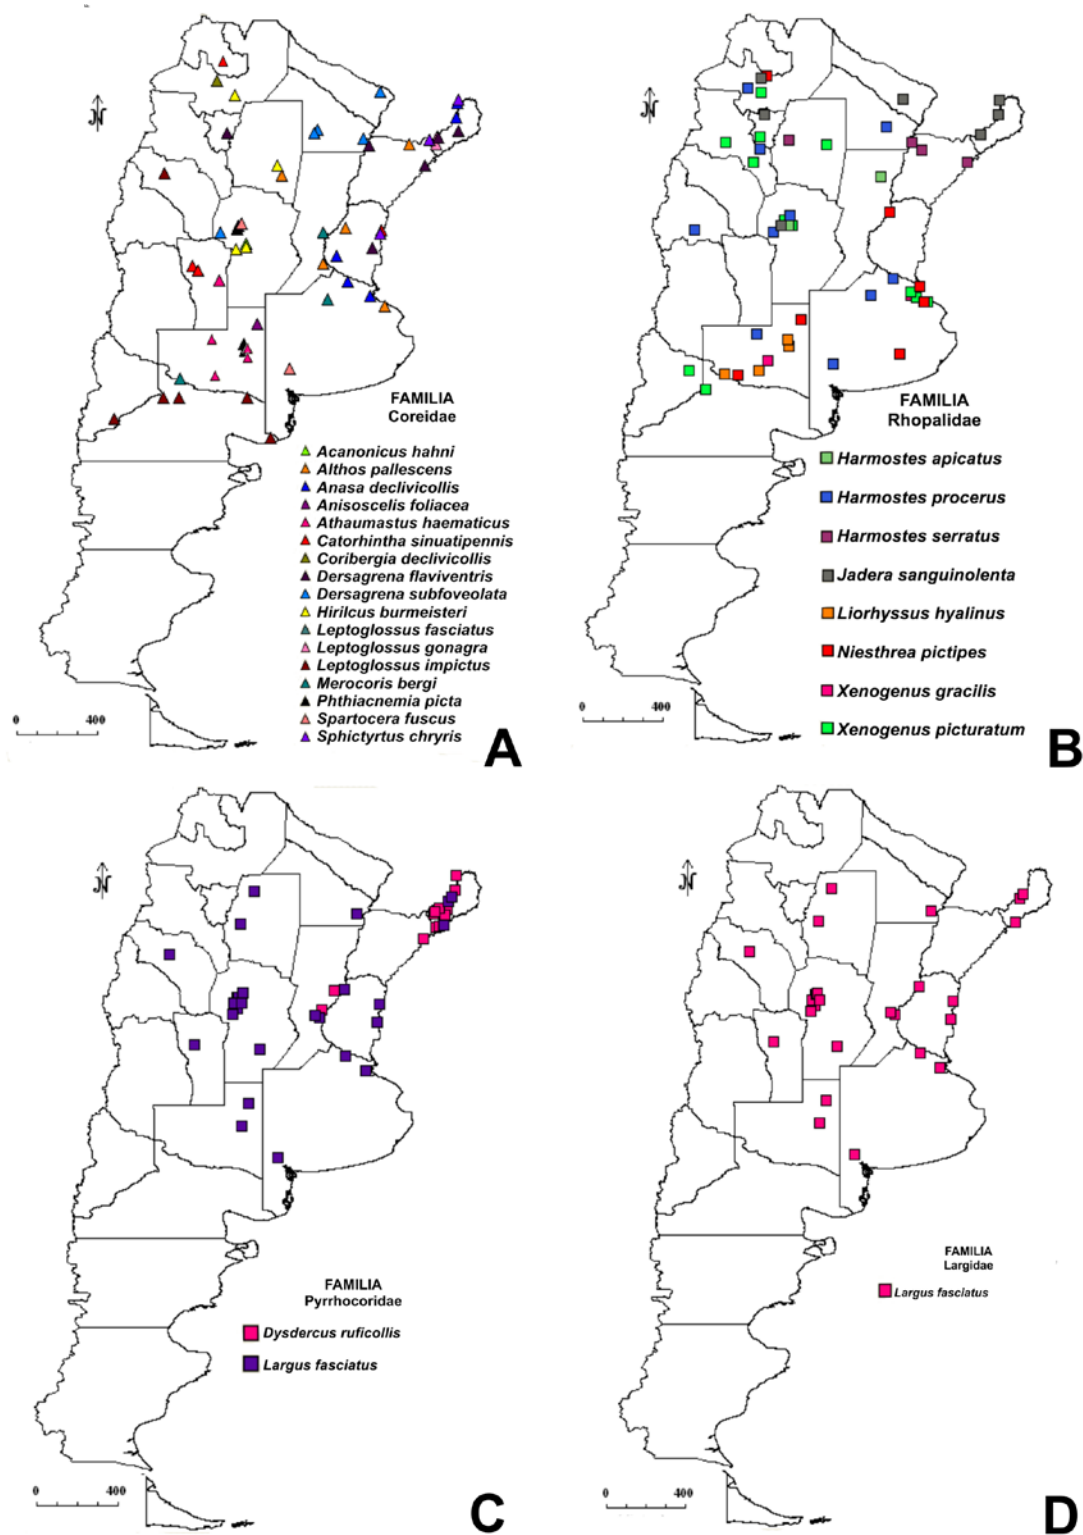 N
FAMILIA
Coreidae
Acanonicus hahni
Althos pallescens
Anasa declivicollis
Anisoscelis foliacea
Athaumastus haematicus
Catorhintha sinuatipennis
Coribergia declivicollis
Dersagrena flaviventris
Dersagrena subfoveolata
Hirilcus burmeisteri
Leptoglossus fasciatus
Leptoglossus gonagra
Leptoglossus impictus
Merocoris bergi
Phthiacnemia picta
Spartocera fuscus
Sphictyrtus chryris
0 400
A
N
FAMILIA
Rhopalidae
Harmostes apicatus
Harmostes procerus
Harmostes serratus
Jadera sanguinolenta
Liorhyssus hyalinus
Niesthrea pictipes
Xenogenus gracilis
Xenogenus picturatum
0 400
B
N
FAMILIA
Pyrrhocoridae
Dysdercus ruficollis
Largus fasciatus
0 400
C
N
FAMILIA
Largidae
Largus fasciatus
0 400
D